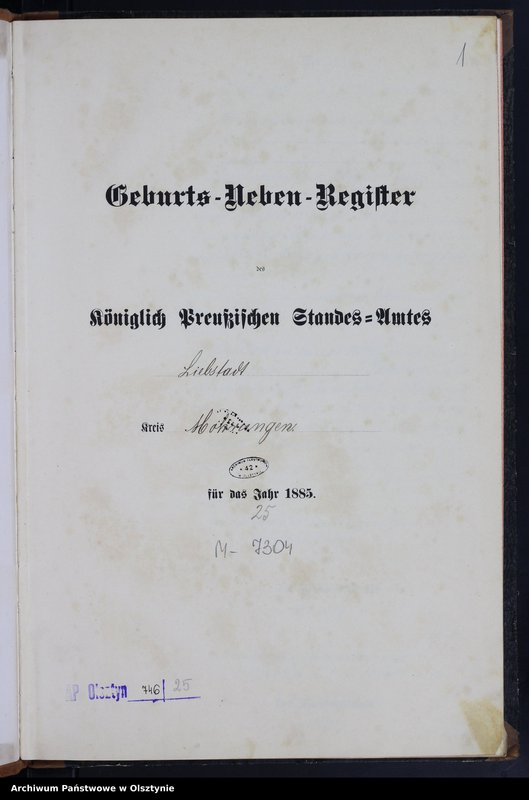 1
Geburts-Neben-Register
des
Königlich Preußischen Standes-Amtes
Liebstadt
Kreis Mohrungen
42
für das Jahr 1885.
25
M- 7304
AP Olsztyn 746 25
Archiwum Państwowe w Olsztynie